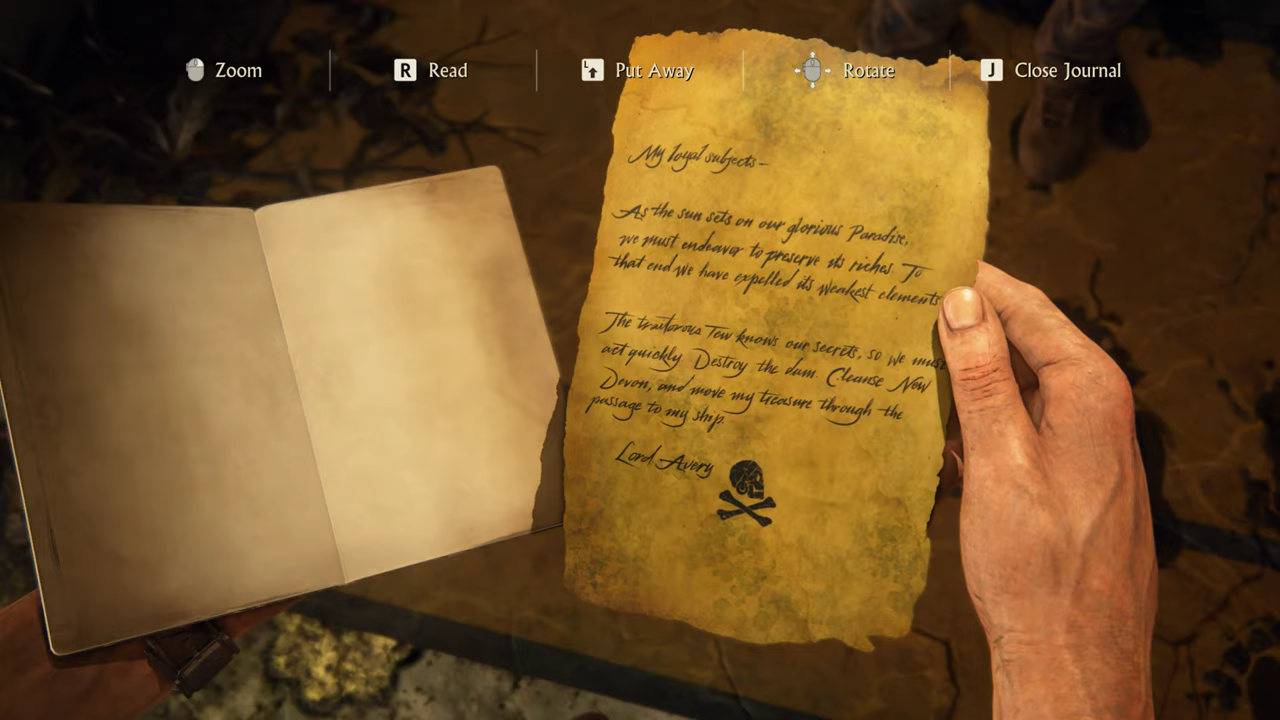 Zoom
R Read
L Put Away
Rotate
J Close Journal
My loyal subjects—
As the sun sets on our glorious Paradise,
we must endeavor to preserve its riches. To
that end we have expelled its weakest elements
The traitorous Tew knows our secrets, so we must
act quickly. Destroy the dam. Cleanse New
Devon, and move my treasure through the
passage to my ship.
Lord Avery